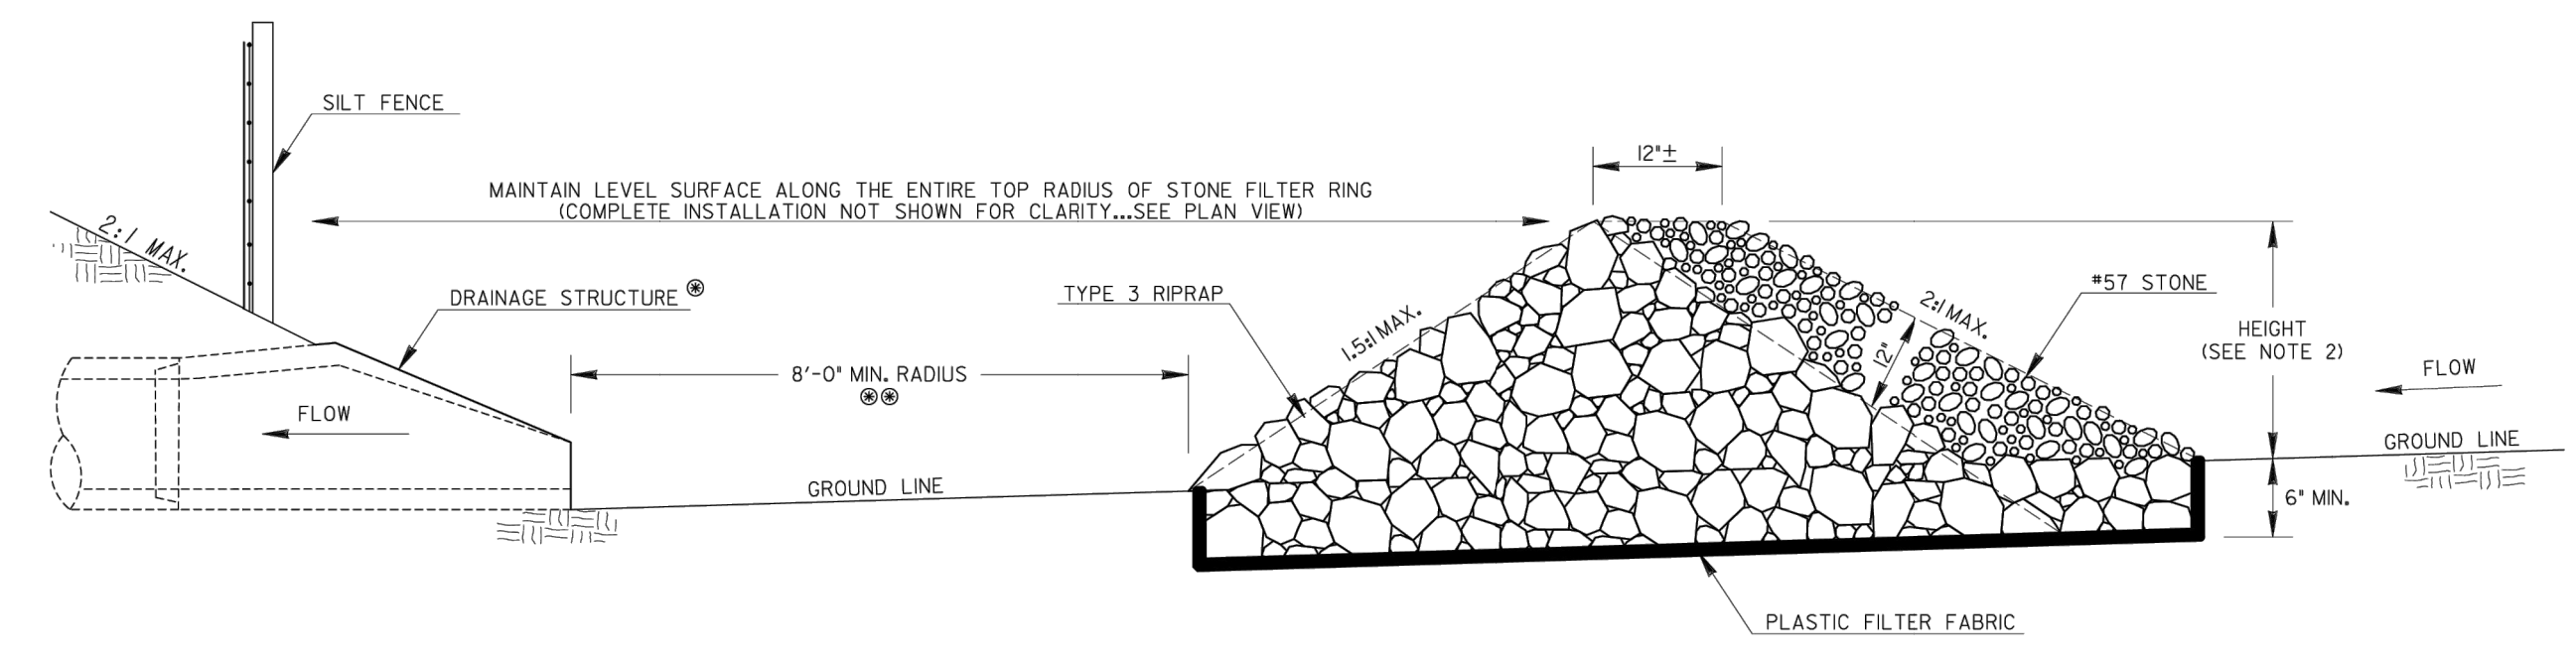 SILT FENCE
12"±
MAINTAIN LEVEL SURFACE ALONG THE ENTIRE TOP RADIUS OF STONE FILTER RING
(COMPLETE INSTALLATION NOT SHOWN FOR CLARITY...SEE PLAN VIEW)
2:1 MAX.
DRAINAGE STRUCTURE ⊛
TYPE 3 RIPRAP
#57 STONE
1.5:1 MAX.
2:1 MAX.
12"
HEIGHT
(SEE NOTE 2)
8'-0" MIN. RADIUS
⊛⊛
FLOW
FLOW
GROUND LINE
GROUND LINE
6" MIN.
PLASTIC FILTER FABRIC